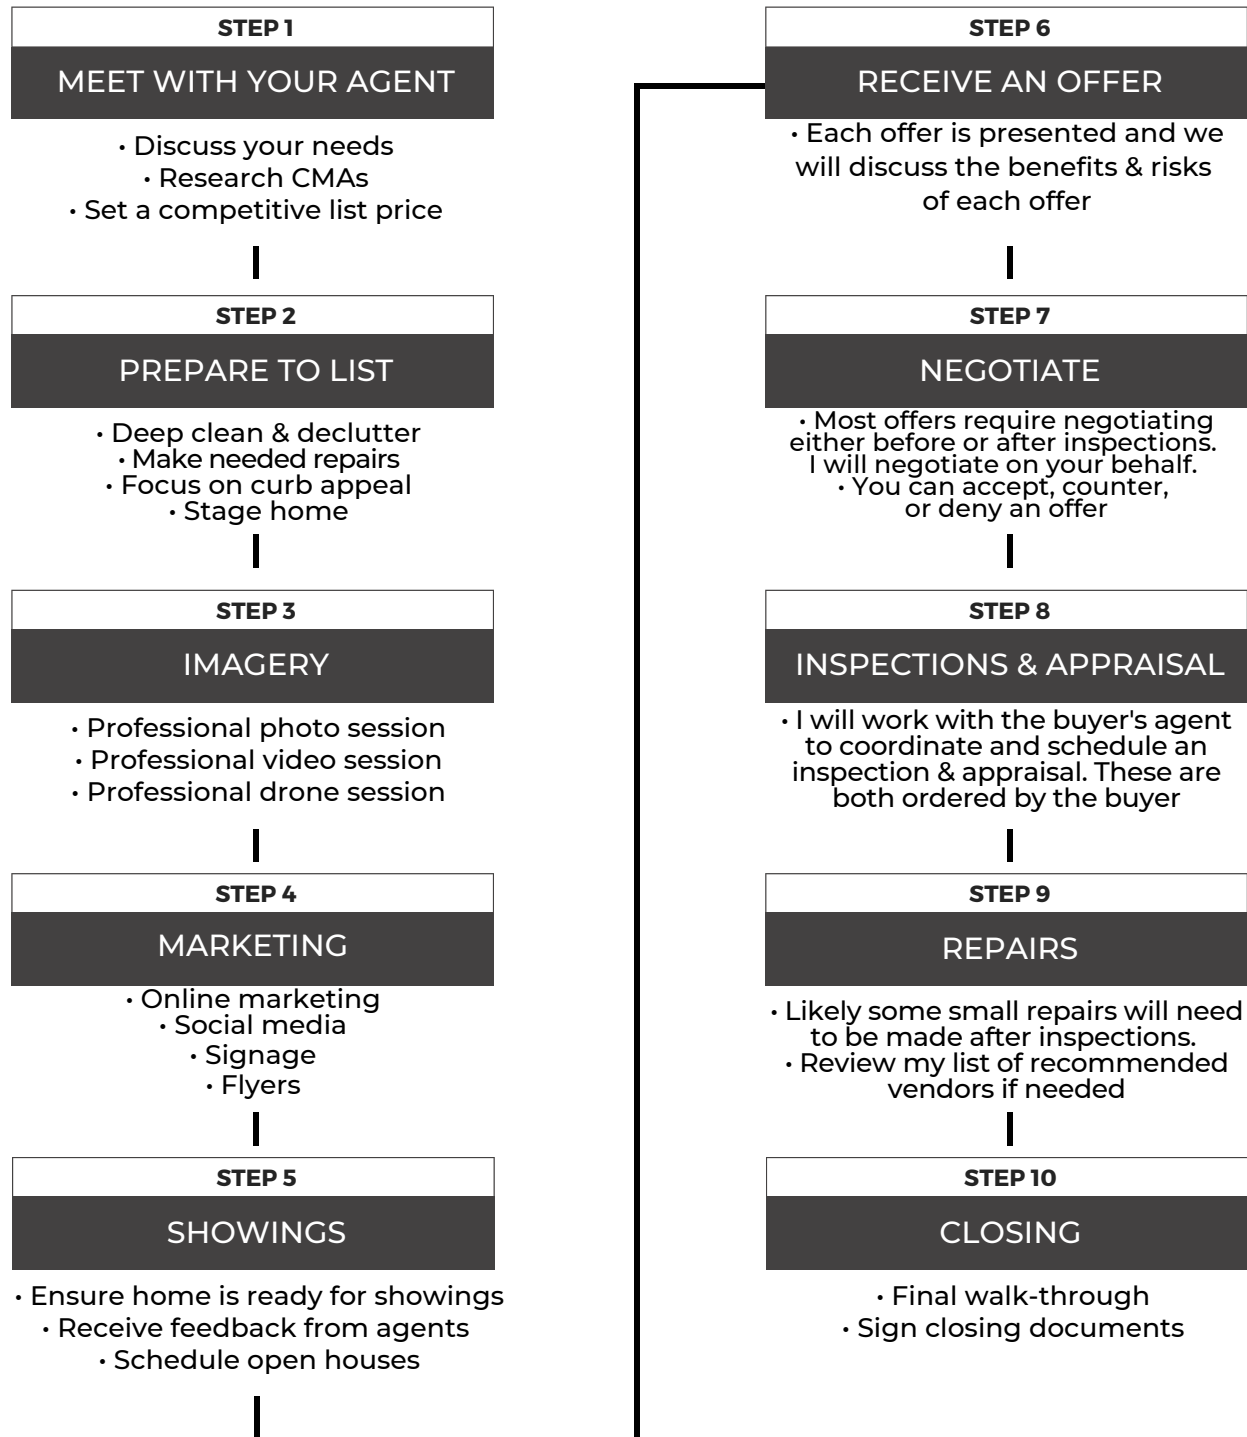 STEP 1
MEET WITH YOUR AGENT
• Discuss your needs
• Research CMAs
• Set a competitive list price
STEP 2
PREPARE TO LIST
• Deep clean & declutter
• Make needed repairs
• Focus on curb appeal
• Stage home
STEP 3
IMAGERY
• Professional photo session
• Professional video session
• Professional drone session
STEP 4
MARKETING
• Online marketing
• Social media
• Signage
• Flyers
STEP 5
SHOWINGS
• Ensure home is ready for showings
• Receive feedback from agents
• Schedule open houses
STEP 6
RECEIVE AN OFFER
• Each offer is presented and we
will discuss the benefits & risks
of each offer
STEP 7
NEGOTIATE
• Most offers require negotiating
either before or after inspections.
I will negotiate on your behalf.
• You can accept, counter,
or deny an offer
STEP 8
INSPECTIONS & APPRAISAL
• I will work with the buyer's agent
to coordinate and schedule an
inspection & appraisal. These are
both ordered by the buyer
STEP 9
REPAIRS
• Likely some small repairs will need
to be made after inspections.
• Review my list of recommended
vendors if needed
STEP 10
CLOSING
• Final walk-through
• Sign closing documents